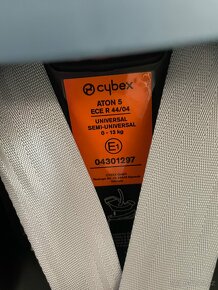 cybex
ATON 5
ECE R 44/04
UNIVERSAL
SEMI-UNIVERSAL
0 - 13 kg
E1
04301297